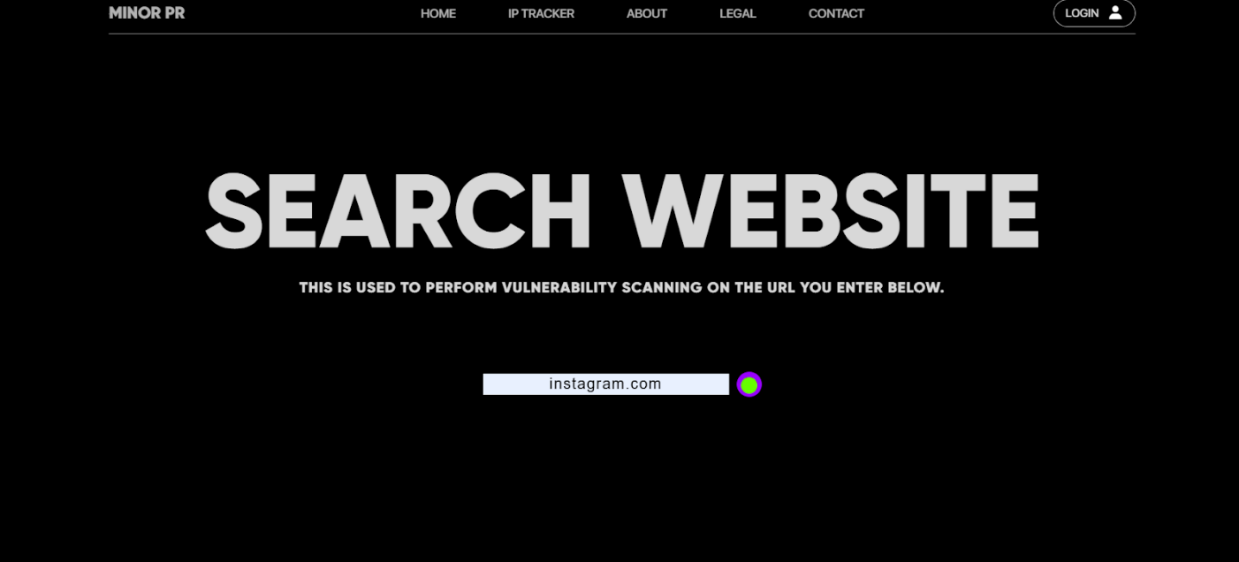 MINOR PR HOME IP TRACKER ABOUT LEGAL CONTACT LOGIN
SEARCH WEBSITE
THIS IS USED TO PERFORM VULNERABILITY SCANNING ON THE URL YOU ENTER BELOW.
instagram.com